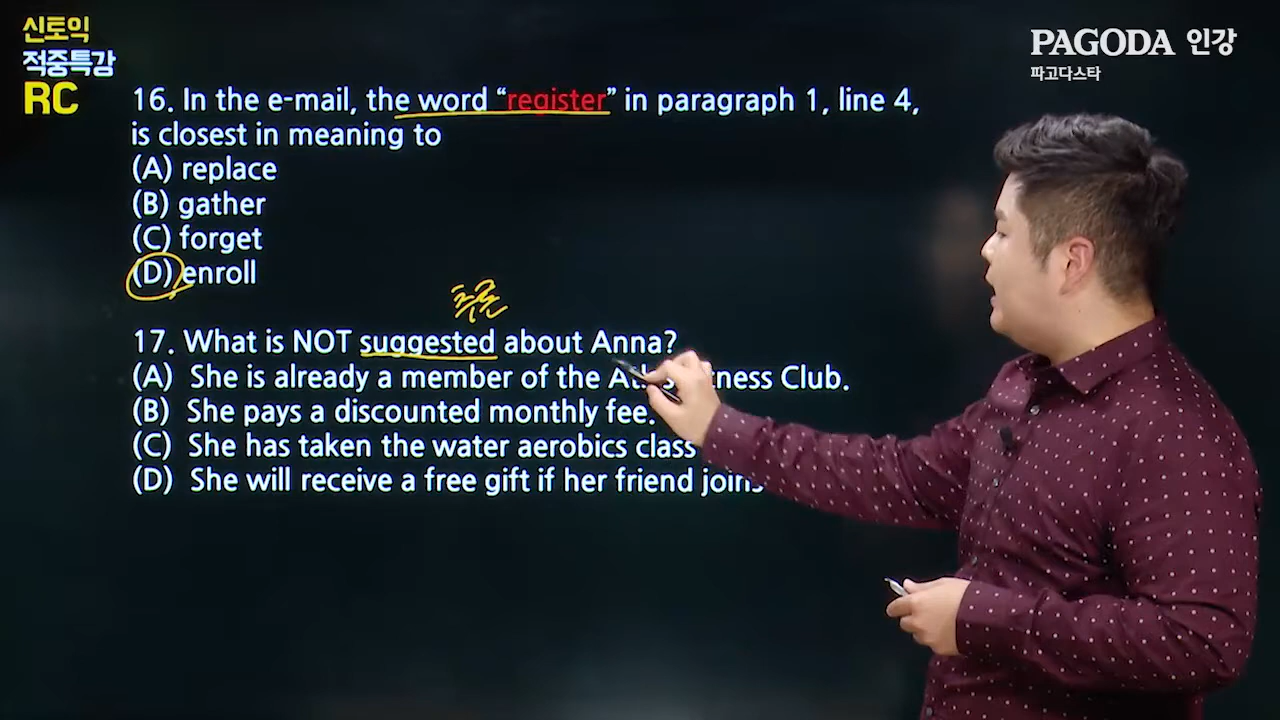 신토익
적중특강
RC
PAGODA 인강
파고다스타
16. In the e-mail, the word “register” in paragraph 1, line 4,
is closest in meaning to
(A) replace
(B) gather
(C) forget
(D) enroll
추론
17. What is NOT suggested about Anna?
(A) She is already a member of the Club.
(B) She pays a discounted monthly fee.
(C) She has taken the water aerobics class
(D) She will receive a free gift if her friend joins